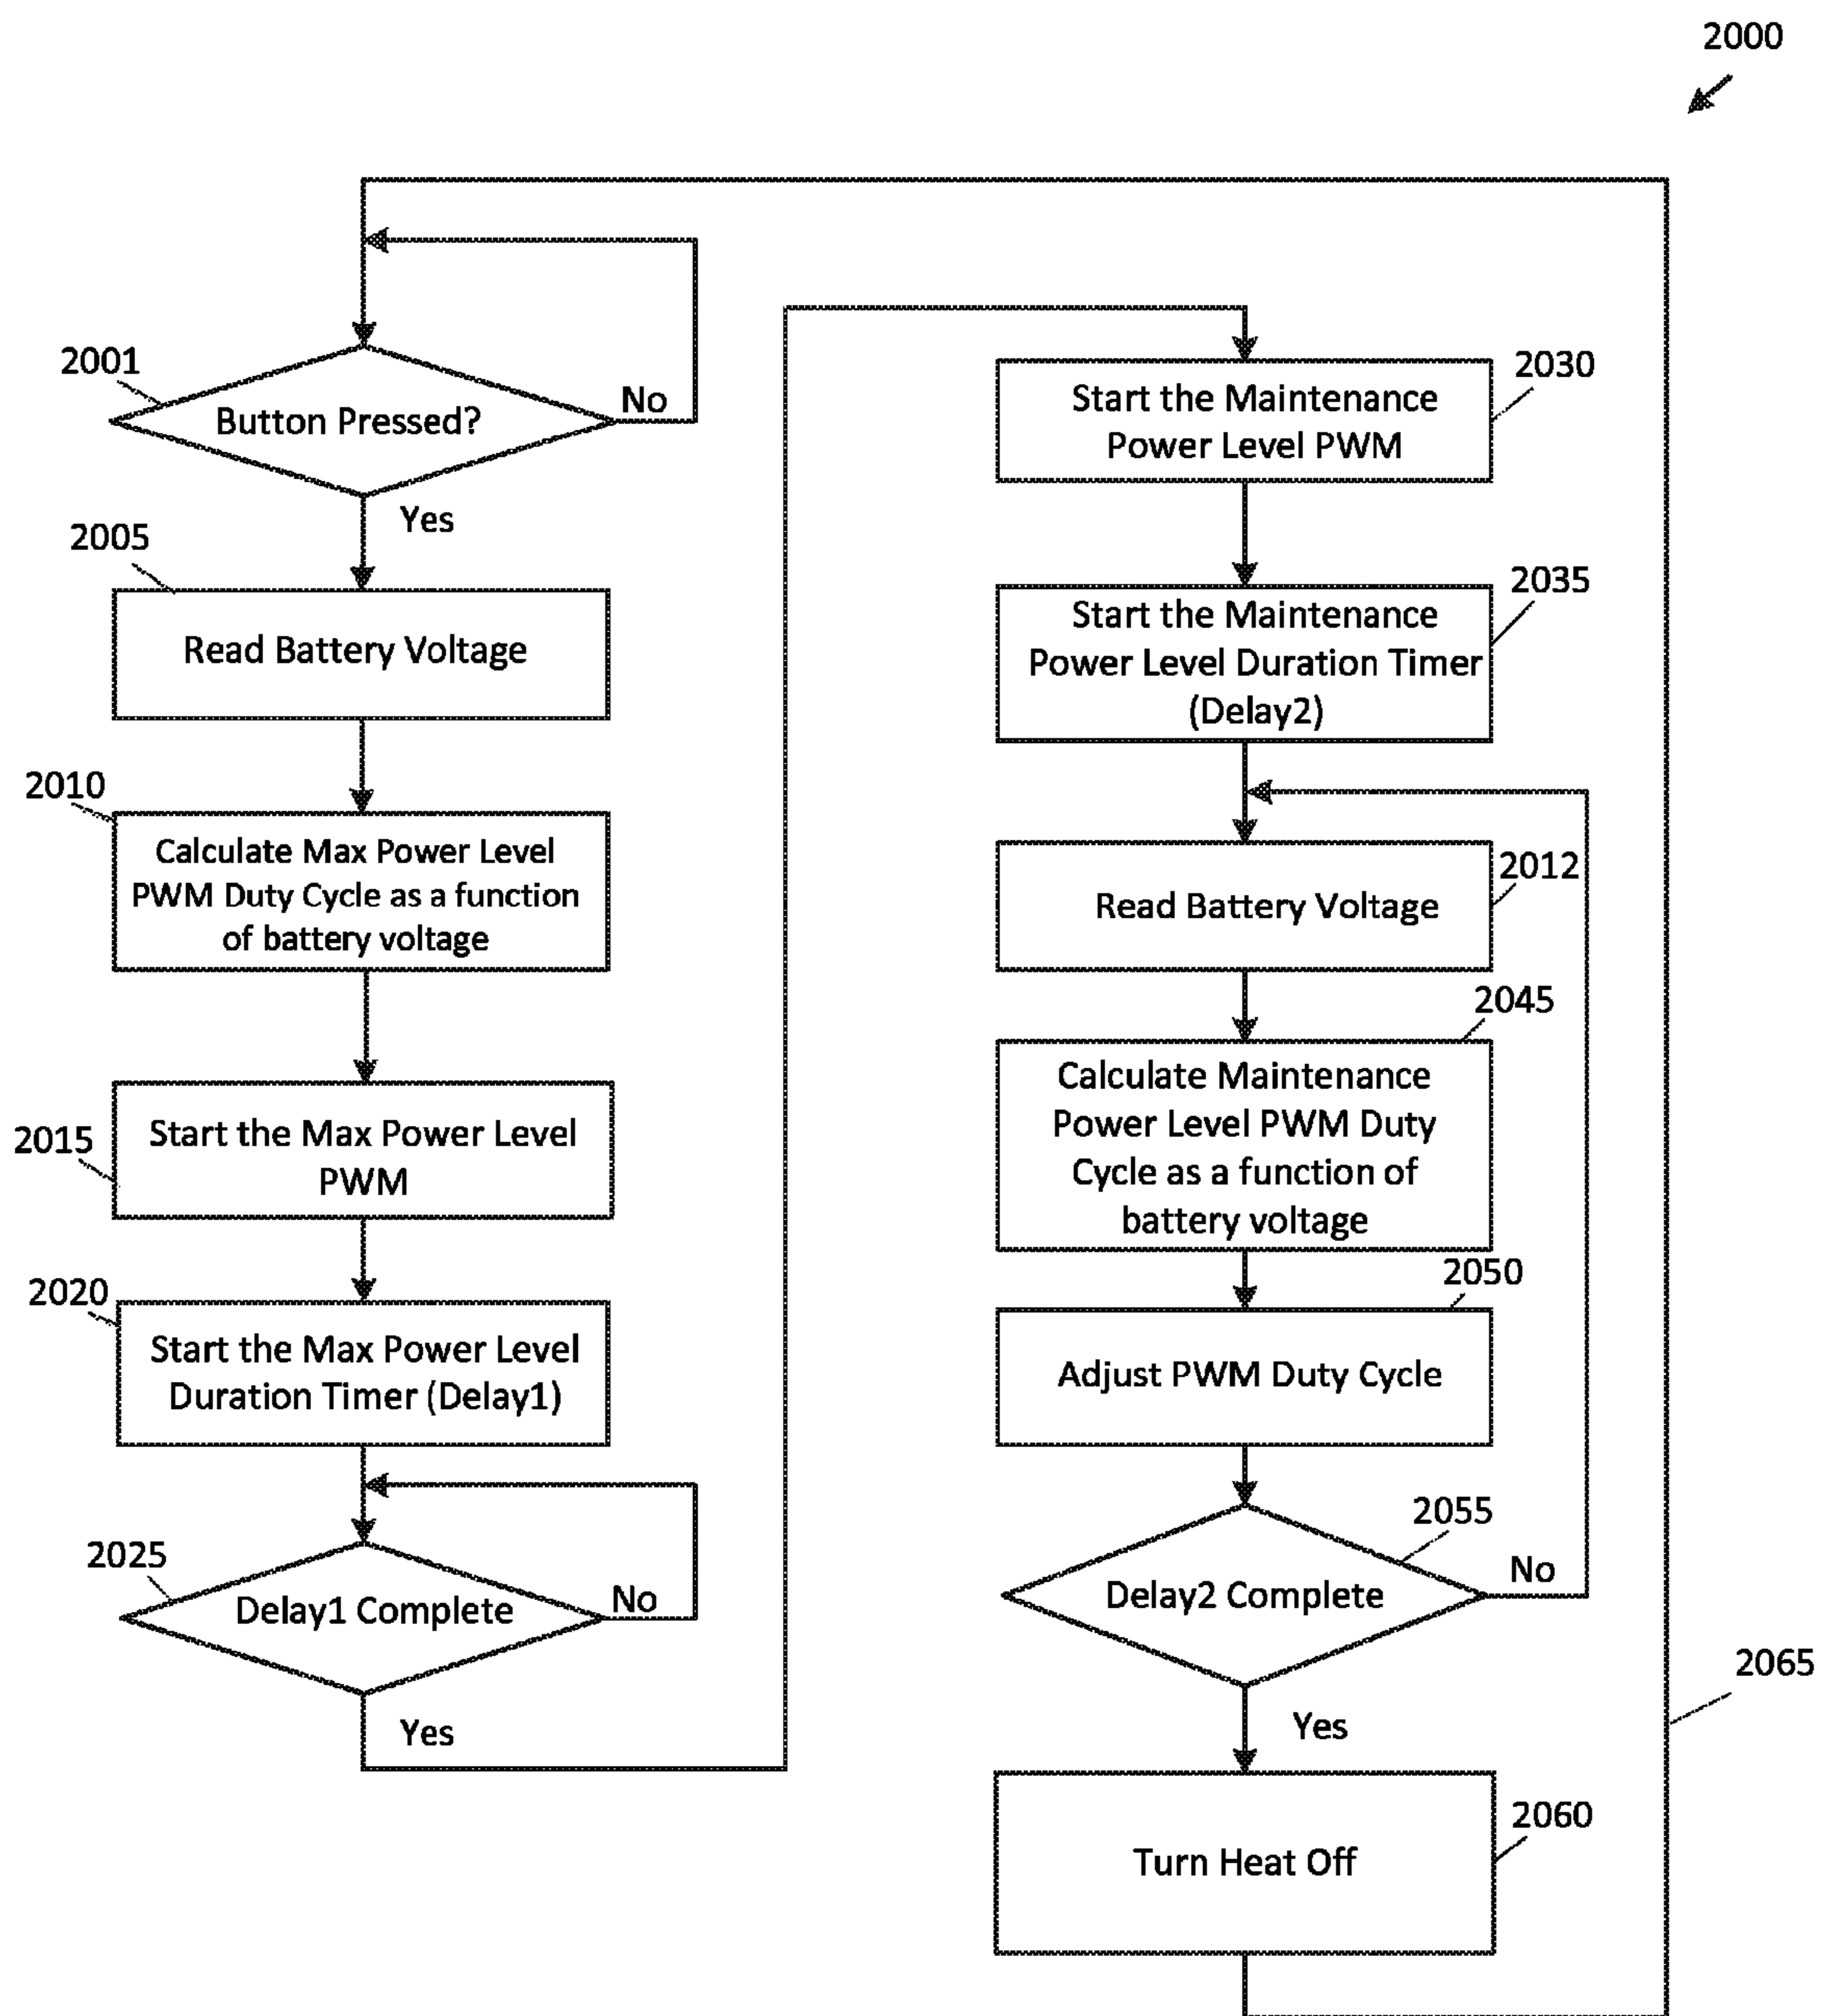 2000
2001
Button Pressed?
No
Yes
2005
Read Battery Voltage
2010
Calculate Max Power Level
PWM Duty Cycle as a function
of battery voltage
2015
Start the Max Power Level
PWM
2020
Start the Max Power Level
Duration Timer (Delay1)
2025
Delay1 Complete
No
Yes
2030
Start the Maintenance
Power Level PWM
2035
Start the Maintenance
Power Level Duration Timer
(Delay2)
2012
Read Battery Voltage
2045
Calculate Maintenance
Power Level PWM Duty
Cycle as a function of
battery voltage
2050
Adjust PWM Duty Cycle
2055
Delay2 Complete
No
Yes
2060
Turn Heat Off
2065